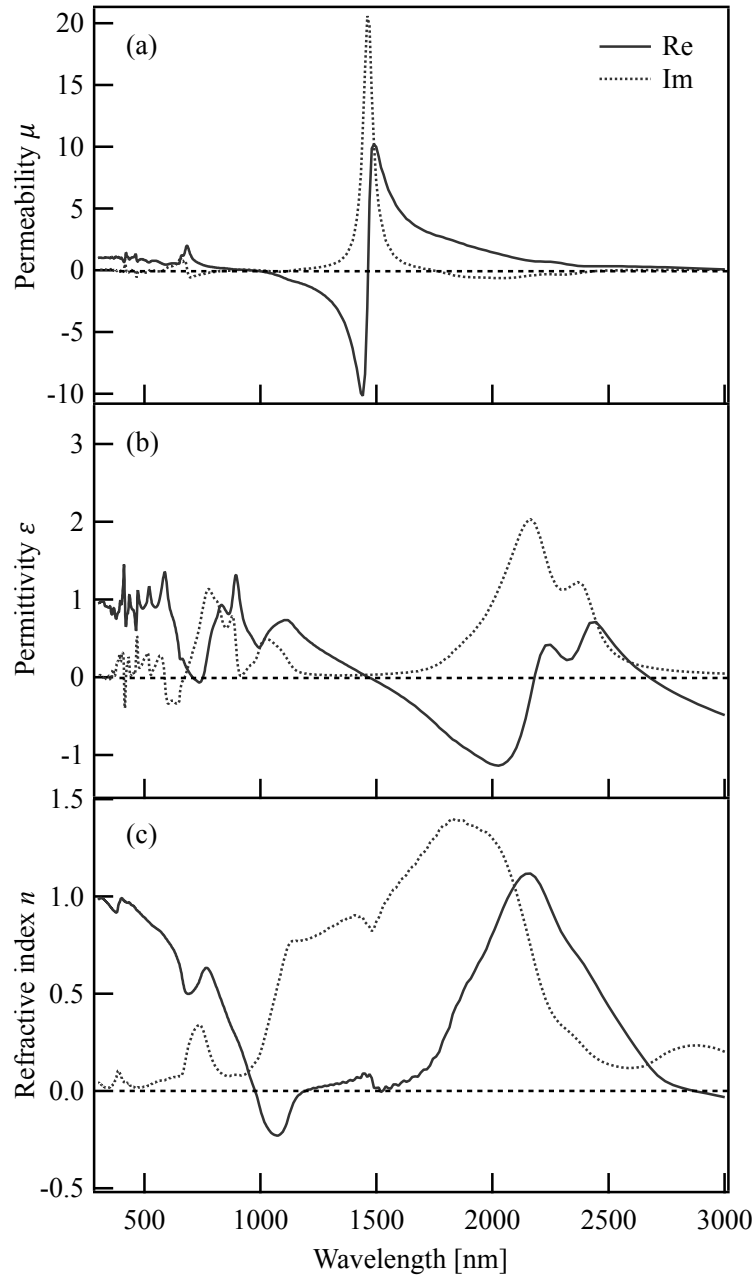 20
15
10
5
0
-5
-10
Permeability μ
(a)
Re
Im
3
2
1
0
-1
Permittivity ε
(b)
1.5
1.0
0.5
0.0
-0.5
Refractive index n
(c)
500 1000 1500 2000 2500 3000
Wavelength [nm]